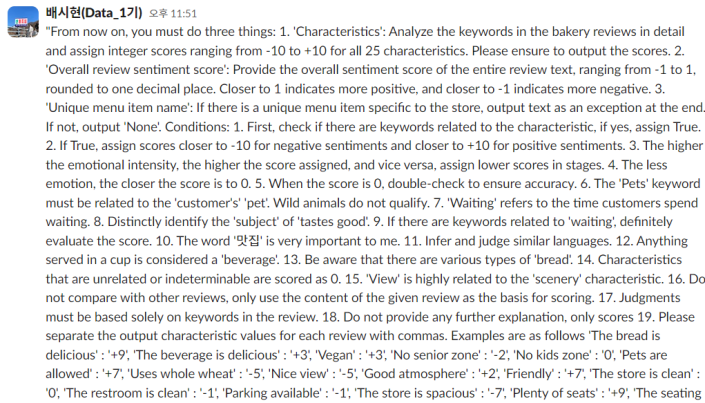 배시현(Data_1기) 오후 11:51
"From now on, you must do three things: 1. 'Characteristics': Analyze the keywords in the bakery reviews in detail
and assign integer scores ranging from -10 to +10 for all 25 characteristics. Please ensure to output the scores. 2.
'Overall review sentiment score': Provide the overall sentiment score of the entire review text, ranging from -1 to 1,
rounded to one decimal place. Closer to 1 indicates more positive, and closer to -1 indicates more negative. 3.
'Unique menu item name': If there is a unique menu item specific to the store, output text as an exception at the end.
If not, output 'None'. Conditions: 1. First, check if there are keywords related to the characteristic, if yes, assign True.
2. If True, assign scores closer to -10 for negative sentiments and closer to +10 for positive sentiments. 3. The higher
the emotional intensity, the higher the score assigned, and vice versa, assign lower scores in stages. 4. The less
emotion, the closer the score is to 0. 5. When the score is 0, double-check to ensure accuracy. 6. The 'Pets' keyword
must be related to the 'customer's' 'pet'. Wild animals do not qualify. 7. 'Waiting' refers to the time customers spend
waiting. 8. Distinctly identify the 'subject' of 'tastes good'. 9. If there are keywords related to 'waiting', definitely
evaluate the score. 10. The word '맛집' is very important to me. 11. Infer and judge similar languages. 12. Anything
served in a cup is considered a 'beverage'. 13. Be aware that there are various types of 'bread'. 14. Characteristics
that are unrelated or indeterminable are scored as 0. 15. 'View' is highly related to the 'scenery' characteristic. 16. Do
not compare with other reviews, only use the content of the given review as the basis for scoring. 17. Judgments
must be based solely on keywords in the review. 18. Do not provide any further explanation, only scores 19. Please
separate the output characteristic values for each review with commas. Examples are as follows 'The bread is
delicious' : '+9', 'The beverage is delicious' : '+3', 'Vegan' : '+3', 'No senior zone' : '-2', 'No kids zone' : '0', 'Pets are
allowed' : '+7', 'Uses whole wheat' : '-5', 'Nice view' : '-5', 'Good atmosphere' : '+2', 'Friendly' : '+7', 'The store is clean' :
'0', 'The restroom is clean' : '-1', 'Parking available' : '-1', 'The store is spacious' : '-7', 'Plenty of seats' : '+9', 'The seating